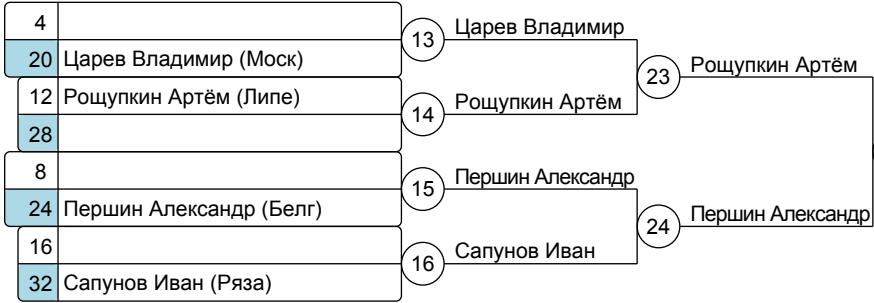 4
13 Царев Владимир
20 Царев Владимир (Моск)
23 Рощупкин Артём
12 Рощупкин Артём (Липе)
14 Рощупкин Артём
28
8
15 Першин Александр
24 Першин Александр (Белг)
24 Першин Александр
16
16 Сапунов Иван
32 Сапунов Иван (Ряза)